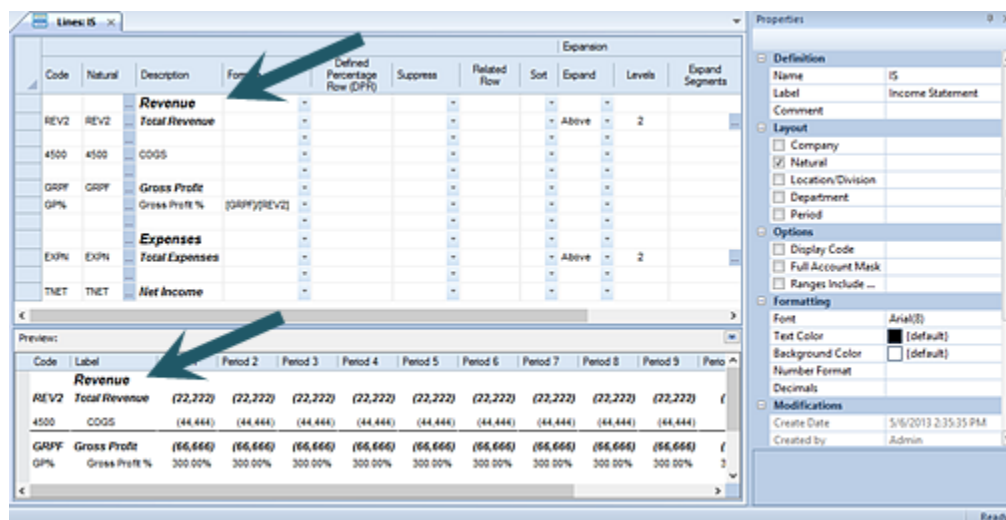 Lines: IS ×
Expansion
Code Natural Description Defined Percentage Row (DPR) Suppress Related Row Sort Expand Levels Expand Segments
Revenue
REV2 REV2 Total Revenue Above 2
4500 4500 COGS
GRPF GRPF Gross Profit
GP% Gross Profit % [GRPF]/[REV2]
Expenses
EXPN EXPN Total Expenses Above 2
TNET TNET Net Income
Preview:
Code Label Period 2 Period 3 Period 4 Period 5 Period 6 Period 7 Period 8 Period 9
Revenue
REV2 Total Revenue (22,222) (22,222) (22,222) (22,222) (22,222) (22,222) (22,222) (22,222) (22,222)
4500 COGS (44,444) (44,444) (44,444) (44,444) (44,444) (44,444) (44,444) (44,444) (44,444)
GRPF Gross Profit (66,666) (66,666) (66,666) (66,666) (66,666) (66,666) (66,666) (66,666) (66,666)
GP% Gross Profit % 300.00% 300.00% 300.00% 300.00% 300.00% 300.00% 300.00% 300.00% 300.00%
Properties
Definition
Name IS
Label Income Statement
Comment
Layout
Company
Natural
Location/Division
Department
Period
Options
Display Code
Full Account Mask
Ranges Include ...
Formatting
Font Arial(8)
Text Color (default)
Background Color (default)
Number Format
Decimals
Modifications
Create Date 5/6/2013 2:35:35 PM
Created by Admin